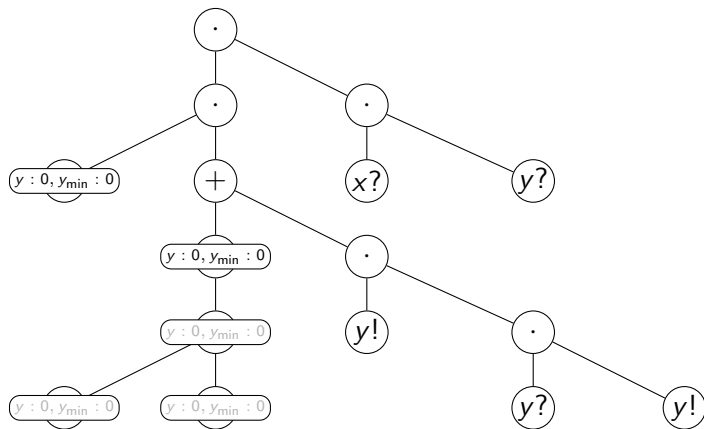 ·
· ·
y : 0, y_min : 0 + x? y?
y : 0, y_min : 0 ·
y : 0, y_min : 0 y! ·
y : 0, y_min : 0 y : 0, y_min : 0 y? y!